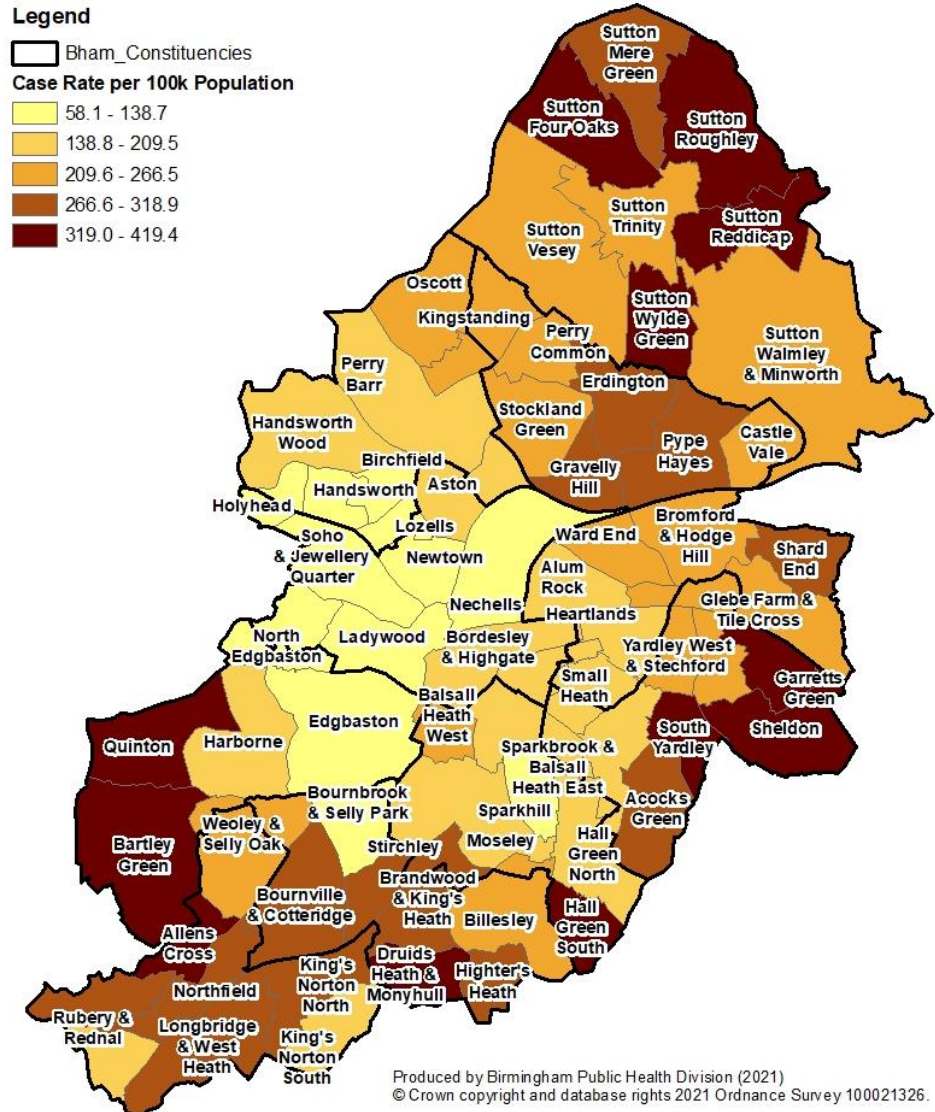 Legend
Bham_Constituencies
Case Rate per 100k Population
58.1 - 138.7
138.8 - 209.5
209.6 - 266.5
266.6 - 318.9
319.0 - 419.4
Sutton
Mere
Green
Sutton
Four Oaks
Sutton
Roughley
Sutton
Trinity
Sutton
Reddicap
Sutton
Vesey
Oscott
Kingstanding
Sutton
Wylde
Green
Sutton
Walmley
& Minworth
Perry
Common
Perry
Barr
Erdington
Stockland
Green
Handsworth
Wood
Pype
Hayes
Castle
Vale
Birchfield
Gravelly
Hill
Handsworth
Aston
Holyhead
Lozells
Soho
& Jewellery
Quarter
Newtown
Ward End
Bromford
& Hodge
Hill
Shard
End
Alum
Rock
Nechells
Heartlands
Glebe Farm &
Tile Cross
North
Edgbaston
Ladywood
Bordesley
& Highgate
Yardley West
& Stechford
Small
Heath
Garretts
Green
Balsall
Heath
West
Edgbaston
Harborne
Quinton
South
Yardley
Sheldon
Sparkbrook &
Balsall
Heath East
Bournbrook
& Selly Park
Sparkhill
Acocks
Green
Weoley &
Selly Oak
Bartley
Green
Stirchley
Moseley
Hall
Green
North
Bournville
& Cotteridge
Brandwood
& King's
Heath
Billesley
Hall
Green
South
Allens
Cross
King's
Norton
North
Druids
Heath &
Monyhull
Highter's
Heath
Northfield
Rubery &
Rednal
Longbridge
& West
Heath
King's
Norton
South
Produced by Birmingham Public Health Division (2021)
© Crown copyright and database rights 2021 Ordnance Survey 100021326.